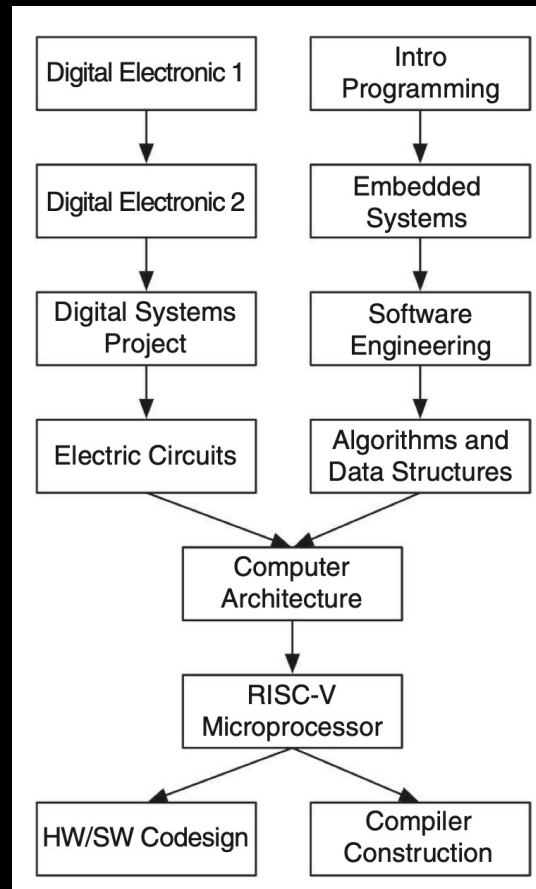 Digital Electronic 1
Intro
Programming
Digital Electronic 2
Embedded
Systems
Digital Systems
Project
Software
Engineering
Electric Circuits
Algorithms and
Data Structures
Computer
Architecture
RISC-V
Microprocessor
HW/SW Codesign
Compiler
Construction